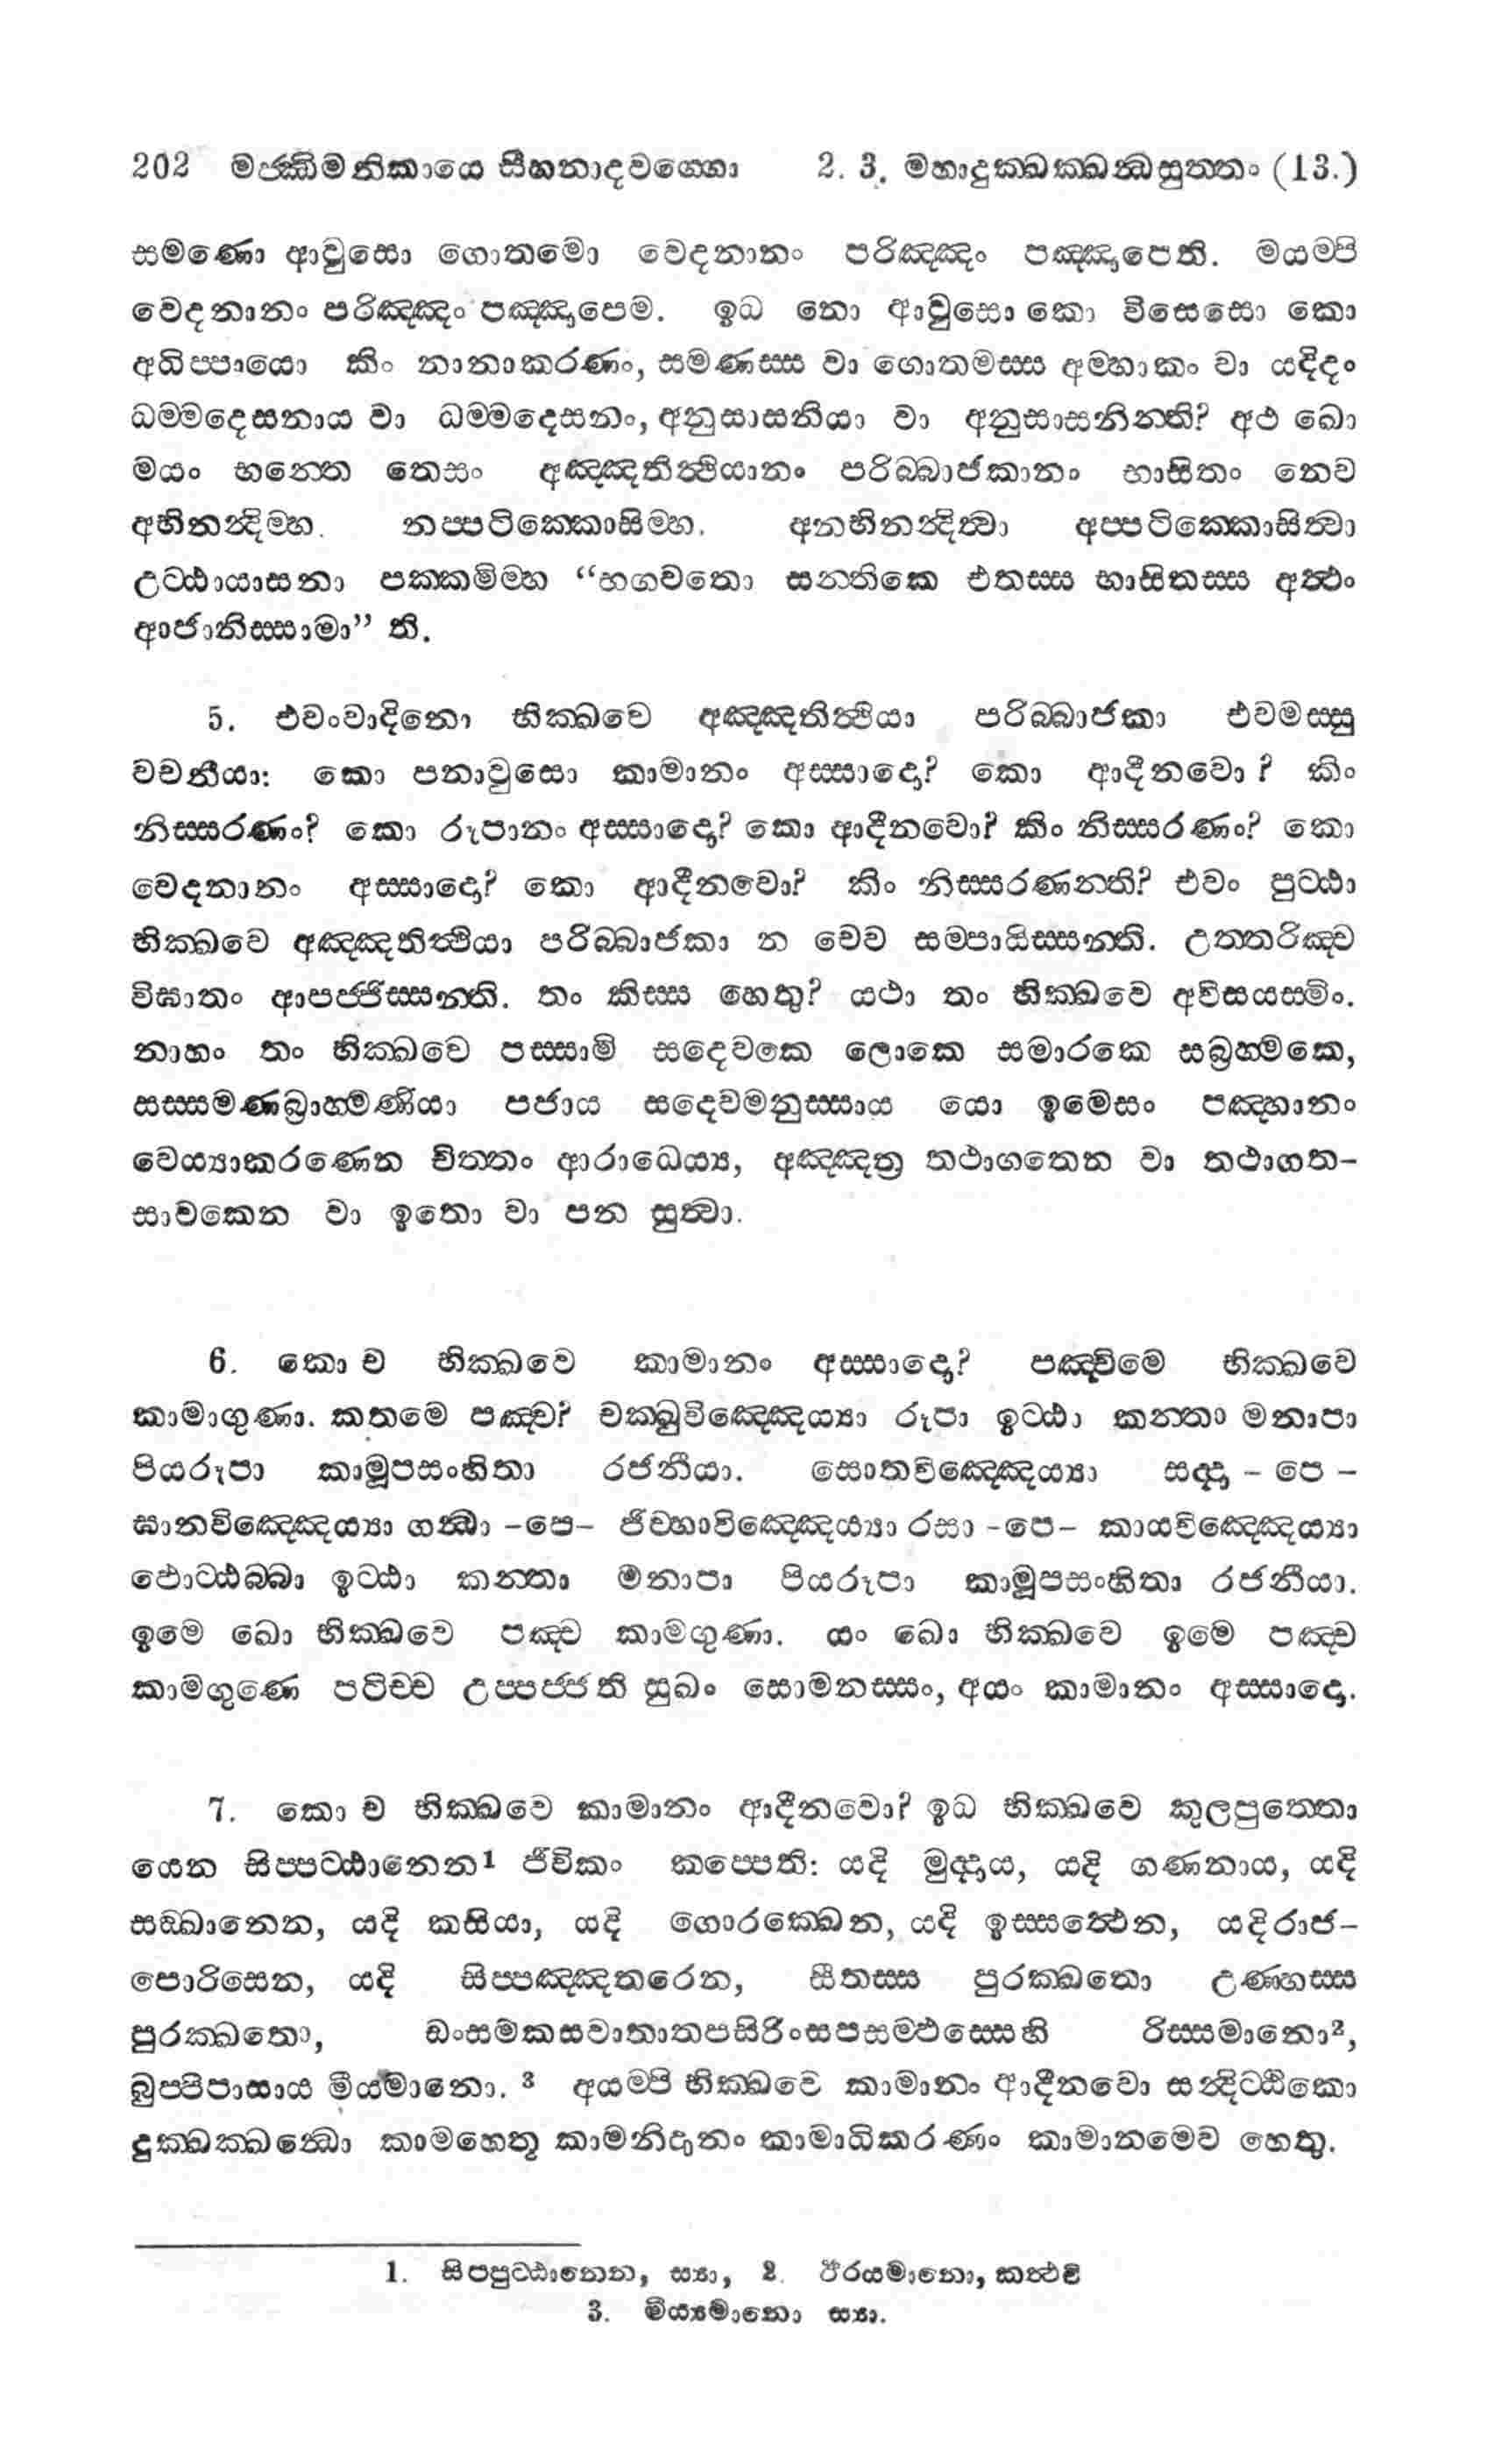 202 මජ්ඣිමනිකායෙ සීහනාදවග්ගො 2. 3. මහාදුක්ඛක්ඛන්ධසුත්තං (13.)
සමණො ආවුසො ගොතමො වෙදනානං පරිඤ්ඤං පඤ්ඤාපෙති. මයම්පි
වෙදනානං පරිඤ්ඤං පඤ්ඤාපෙම. ඉධ නො ආවුසො කො විසෙසො කො
අධිප්පායො කිං නානාකරණං, සමණස්ස වා ගොතමස්ස අම්හාකං වා යදිදං
ධම්මදෙසනාය වා ධම්මදෙසනං, අනුසාසනියා වා අනුසාසනින්ති? අථ ඛො
මයං භන්තෙ තෙසං අඤ්ඤතිත්ථියානං පරිබ්බාජකානං භාසිතං නෙව
අභිනන්දිම්හ. නප්පටික්කොසිම්හ. අනභිනන්දිත්වා අප්පටික්කොසිත්වා
උට්ඨායාසනා පක්කමිම්හ “භගවතො සන්තිකෙ එතස්ස භාසිතස්ස අත්ථං
ආජානිස්සාමා” ති.
5. එවංවාදිනො භික්ඛවෙ අඤ්ඤතිත්ථියා පරිබ්බාජකා එවමස්සු
වචනීයා: කො පනාවුසො කාමානං අස්සාදො? කො ආදීනවො? කිං
නිස්සරණං? කො රූපානං අස්සාදො? කො ආදීනවො? කිං නිස්සරණං? කො
වෙදනානං අස්සාදො? කො ආදීනවො? කිං නිස්සරණන්ති? එවං පුට්ඨා
භික්ඛවෙ අඤ්ඤතිත්ථියා පරිබ්බාජකා න චෙව සම්පායිස්සන්ති. උත්තරිඤ්ච
විඝාතං ආපජ්ජිස්සන්ති. තං කිස්ස හෙතු? යථා තං භික්ඛවෙ අවිසයස්මිං.
නාහං තං භික්ඛවෙ පස්සාමි සදෙවකෙ ලොකෙ සමාරකෙ සබ්‍රහ්මකෙ,
සස්සමණබ්‍රාහ්මණියා පජාය සදෙවමනුස්සාය යො ඉමෙසං පඤ්හානං
වෙය්‍යාකරණෙන චිත්තං ආරාධෙය්‍ය, අඤ්ඤත්‍ර තථාගතෙන වා තථාගත–
සාවකෙන වා ඉතො වා පන සුත්වා.
6. කො ච භික්ඛවෙ කාමානං අස්සාදො? පඤ්චිමෙ භික්ඛවෙ
කාමාගුණා. කතමෙ පඤ්ච? චක්ඛුවිඤ්ඤෙය්‍යා රූපා ඉට්ඨා කන්තා මනාපා
පියරූපා කාමූපසංහිතා රජනීයා. සොතවිඤ්ඤෙය්‍යා සද්දා – පෙ –
ඝානවිඤ්ඤෙය්‍යා ගන්ධා –පෙ– ජිව්හාවිඤ්ඤෙය්‍යා රසා –පෙ– කායවිඤ්ඤෙය්‍යා
ඵොට්ඨබ්බා ඉට්ඨා කන්තා මනාපා පියරූපා කාමූපසංහිතා රජනීයා.
ඉමෙ ඛො භික්ඛවෙ පඤ්ච කාමගුණා. යං ඛො භික්ඛවෙ ඉමෙ පඤ්ච
කාමගුණෙ පටිච්ච උප්පජ්ජති සුඛං සොමනස්සං, අයං කාමානං අස්සාදො.
7. කො ච භික්ඛවෙ කාමානං ආදීනවො? ඉධ භික්ඛවෙ කුලපුත්තො
යෙන සිප්පට්ඨානෙන¹ ජීවිකං කප්පෙති: යදි මුද්දාය, යදි ගණනාය, යදි
සඞ්ඛානෙන, යදි කසියා, යදි ගොරක්ඛෙන, යදි ඉස්සත්ථෙන, යදිරාජ–
පොරිසෙන, යදි සිප්පඤ්ඤතරෙන, සීතස්ස පුරක්ඛතො උණ්හස්ස
පුරක්ඛතො, ඩංසමකසවාතාතපසිරිංසපසම්ඵස්සෙහි රිස්සමානො²,
ඛුප්පිපාසාය මීයමානො. ³ අයම්පි භික්ඛවෙ කාමානං ආදීනවො සන්දිට්ඨිකො
දුක්ඛක්ඛන්ධො කාමහෙතූ කාමනිදානං කාමාධිකරණං කාමානමෙව හෙතු.
1. සිප්පුට්ඨානෙන, ස්‍යා, 2. ඊරයමානො, කත්ථචි
3. මීය්‍යමානො ස්‍යා.